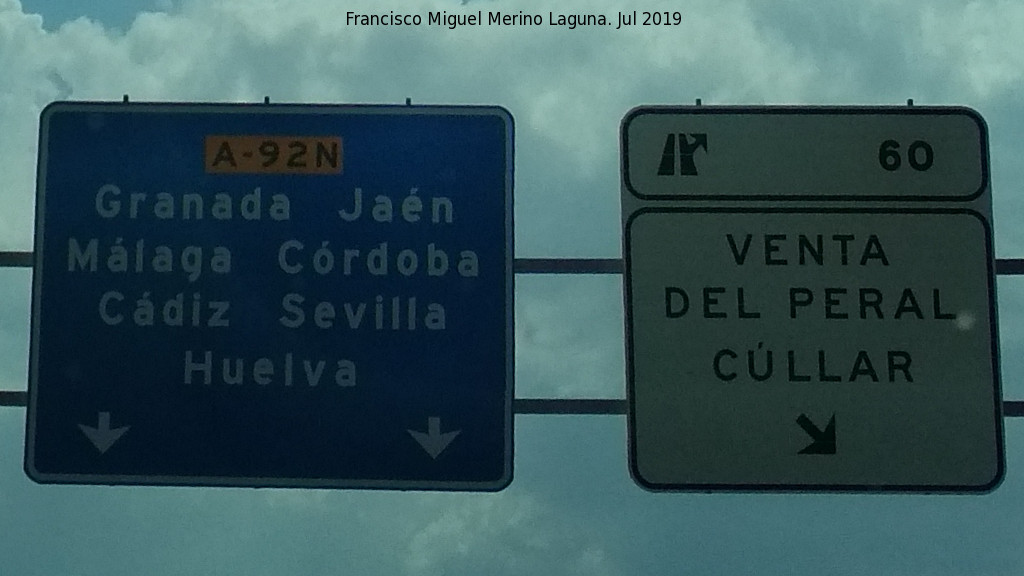 Francisco Miguel Merino Laguna. Jul 2019
A-92N
Granada Jaén
Málaga Córdoba
Cádiz Sevilla
Huelva
60
VENTA
DEL PERAL
CÚLLAR